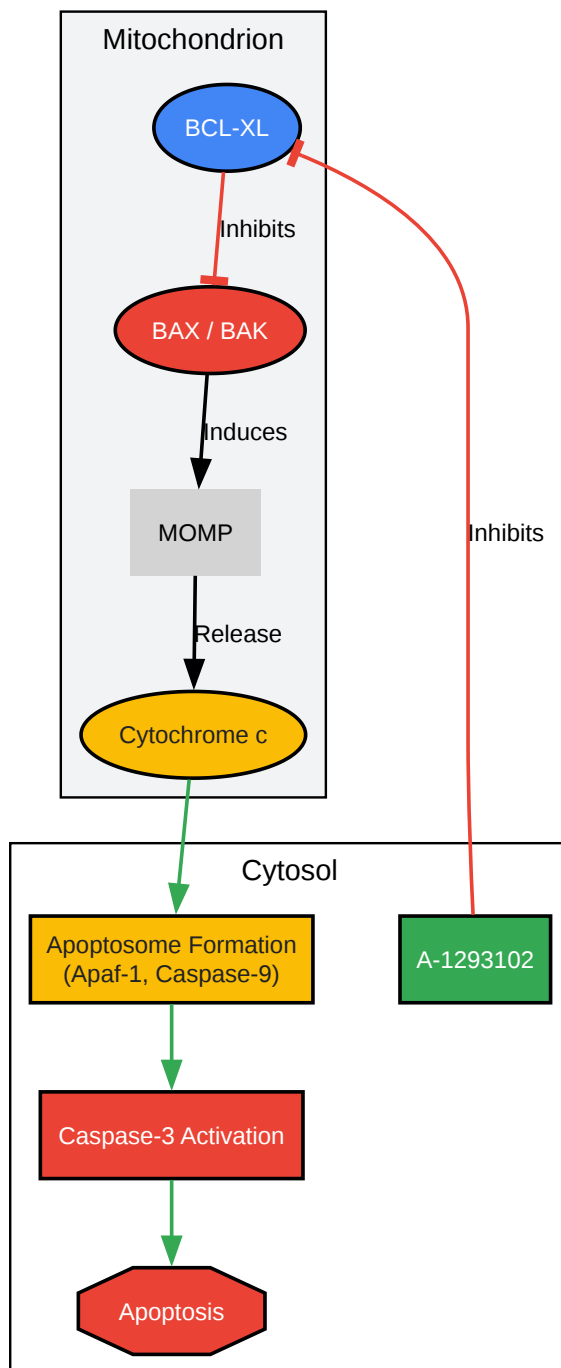 Mitochondrion
BCL-XL
Inhibits
BAX / BAK
Induces
MOMP
Inhibits
Release
Cytochrome c
Cytosol
Apoptosome Formation
(Apaf-1, Caspase-9)
A-1293102
Caspase-3 Activation
Apoptosis